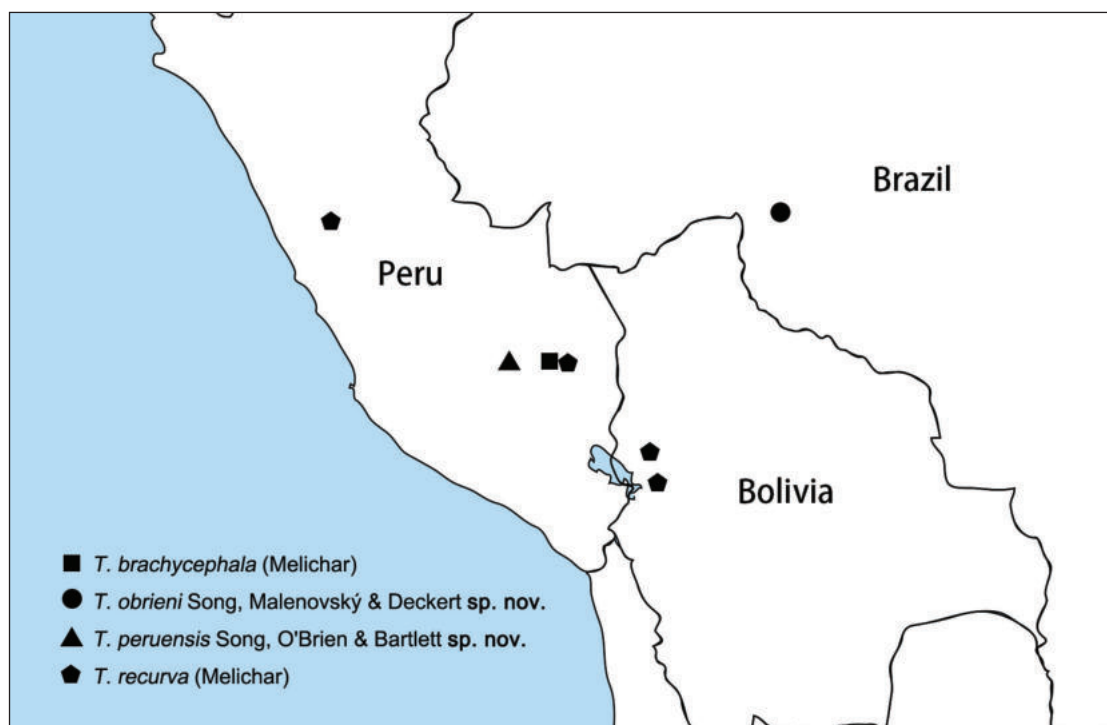 Brazil
Peru
Bolivia
T. brachycephala (Melichar)
T. obrieni Song, Malenovský & Deckert sp. nov.
T. peruensis Song, O'Brien & Bartlett sp. nov.
T. recurva (Melichar)